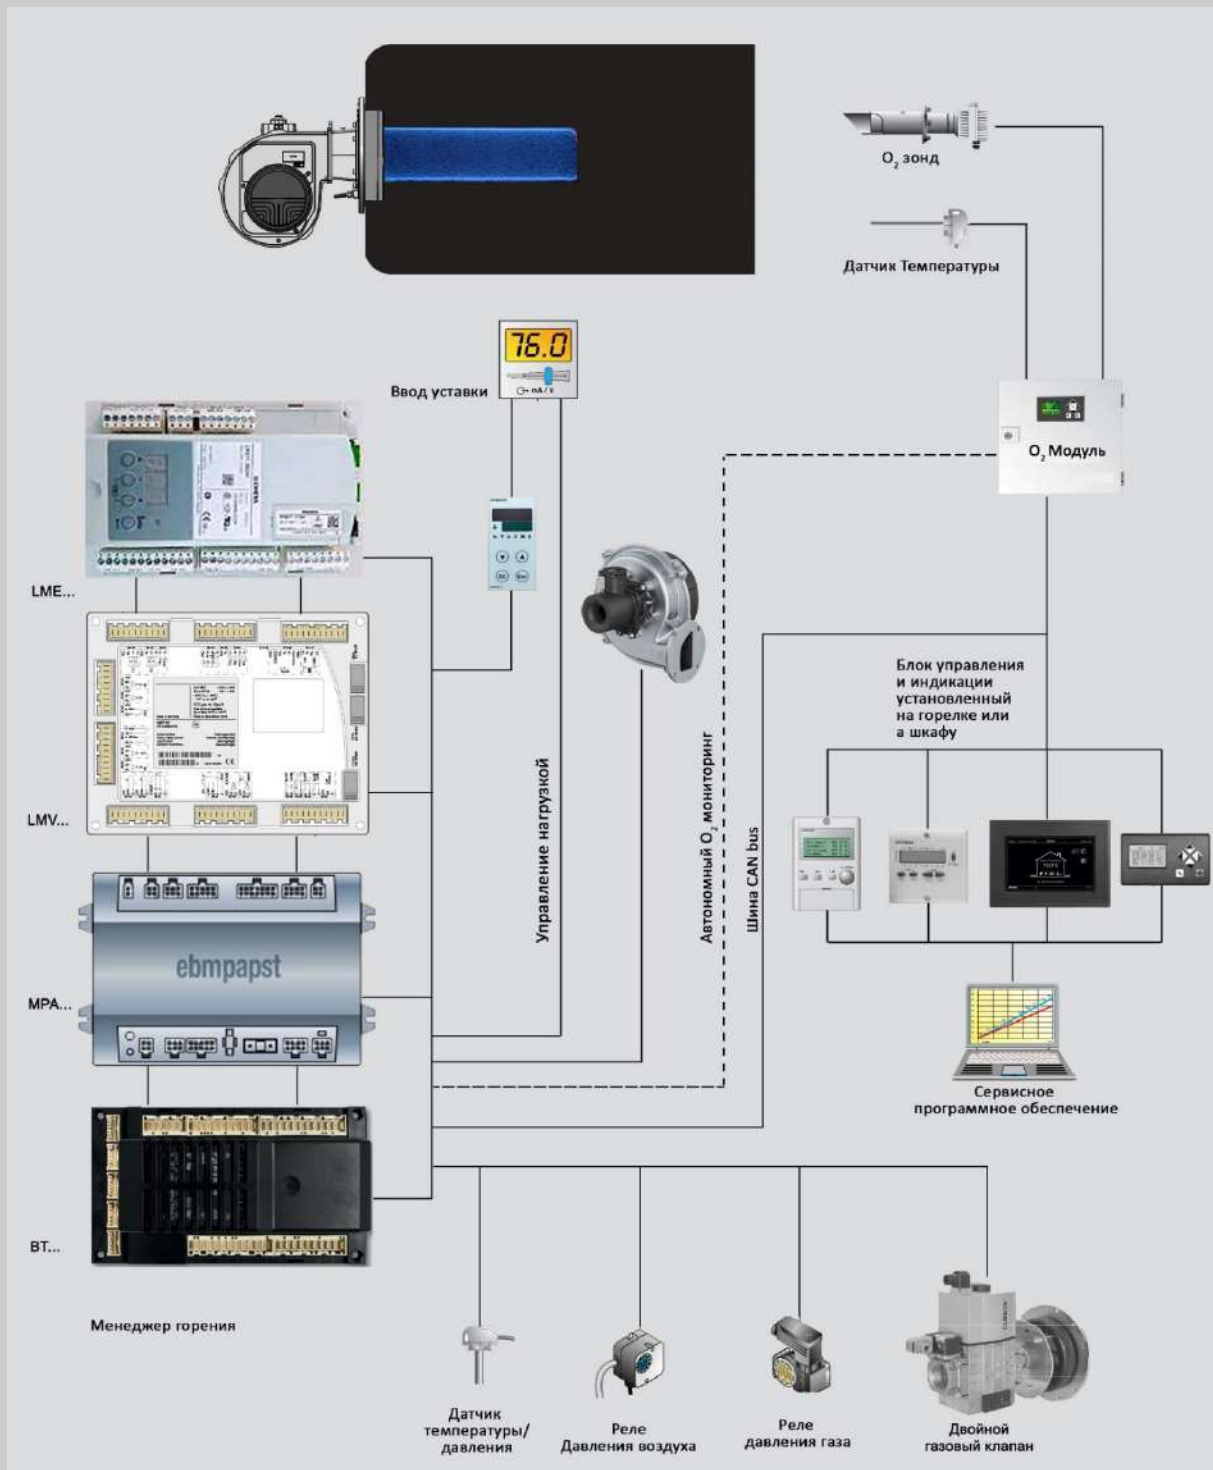 O₂ зонд
Датчик Температуры
76.0
Ввод уставки
O₂ Модуль
SIEMENS
LME...
Блок управления
и индикации
установленный
на горелке или
а шкафу
LMV...
Управление нагрузкой
Автономный O₂ мониторинг
Шина CAN bus
ebmpapst
MPA...
Сервисное
программное обеспечение
BT...
Менеджер горения
Датчик
температуры/
давления
Реле
Давления воздуха
Реле
давления газа
Двойной
газовый клапан